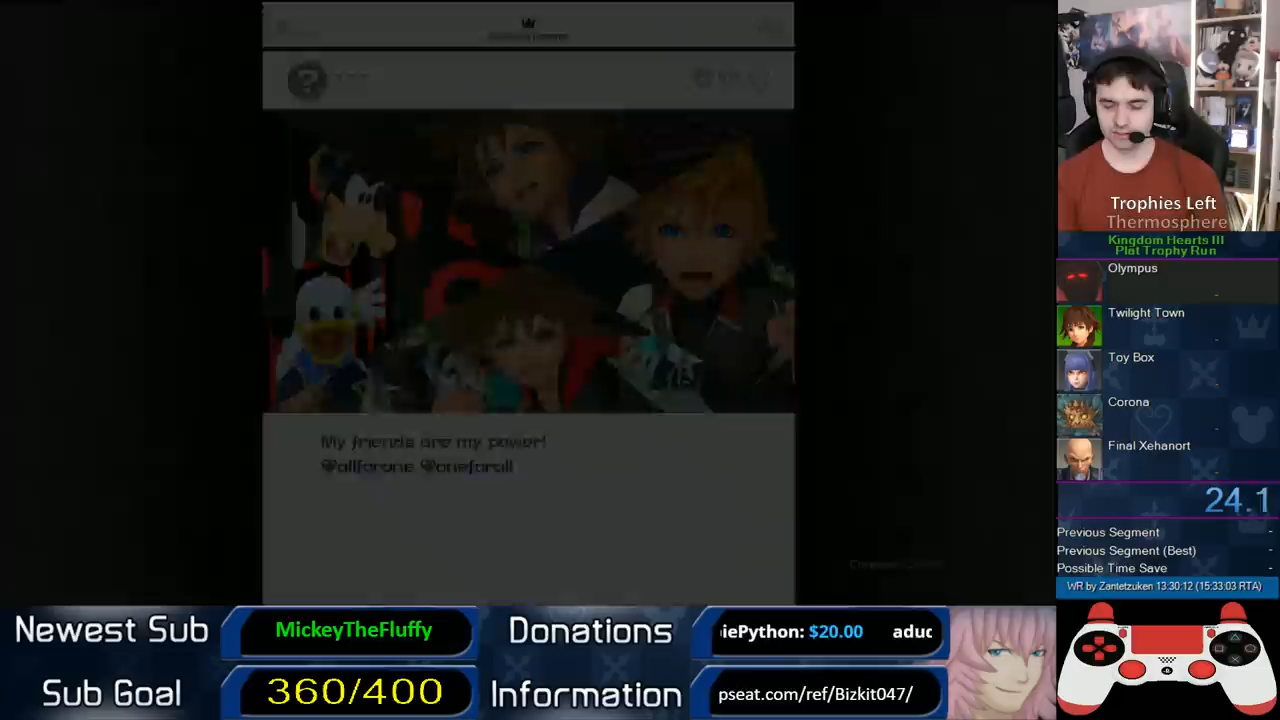 My friends are my power!
allforone oneforall
Trophies Left
Thermosphere
Kingdom Hearts III
Plat Trophy Run
Olympus
-
Twilight Town
-
Toy Box
-
Corona
-
Final Xehanort
-
24.1
Previous Segment -
Previous Segment (Best) -
Possible Time Save -
WR by Zantetzuken 13:30:12 (15:33:03 RTA)
Newest Sub
MickeyTheFluffy
Donations
iePython: $20.00 aduc
Sub Goal
360/400
Information
pseat.com/ref/Bizkit047/